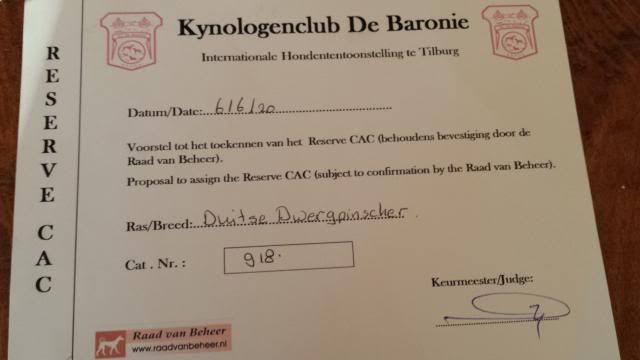 RESERVE CAC
Kynologenclub De Baronie
Internationale Hondententoonstelling te Tilburg
Datum/Date:...6/6/20...
Voorstel tot het toekennen van het Reserve CAC (behoudens bevestiging door de
Raad van Beheer).
Proposal to assign the Reserve CAC (subject to confirmation by the Raad van Beheer).
Ras/Breed:...Duitse Dwergpinscher.
Cat . Nr. : 918.
Keurmeester/Judge:
Raad van Beheer
www.raadvanbeheer.nl